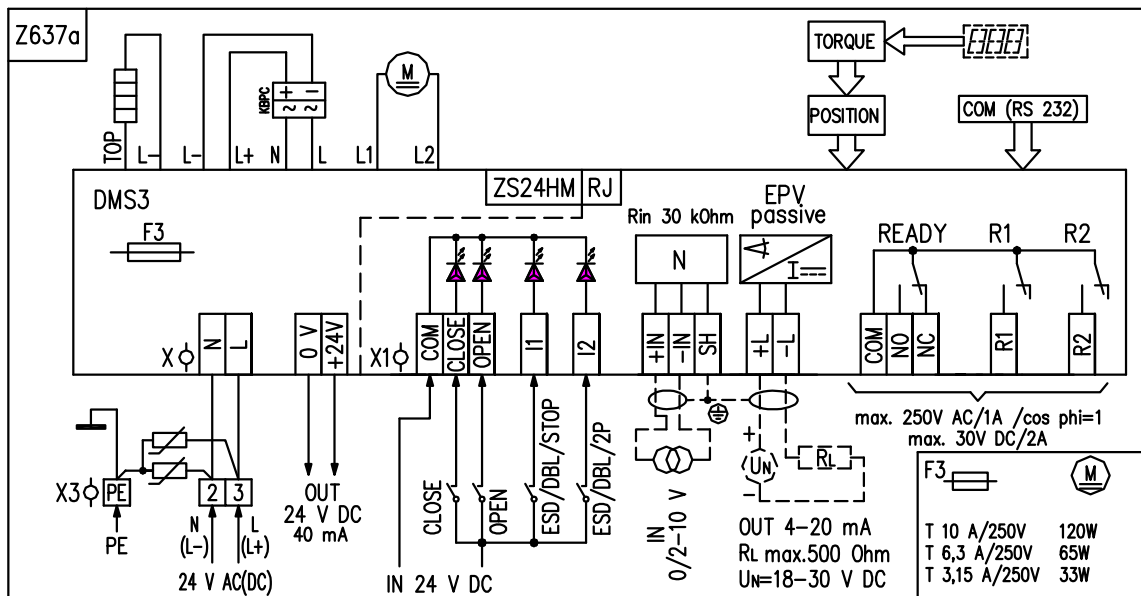 Z637a
TORQUE
POSITION
COM (RS 232)
KBPC
+ −
~ ~
M
TOP L− L− L+ N L L1 L2
DMS3
ZS24HM RJ
F3
Rin 30 kOhm
N
EPV
passive
I
READY R1 R2
X N L
0 V +24V
X1 COM CLOSE OPEN I1 I2
+IN −IN SH
+L −L
COM NO NC R1 R2
max. 250V AC/1A /cos phi=1
max. 30V DC/2A
X3 PE 2 3
PE
N
(L−)
L
(L+)
24 V AC(DC)
OUT
24 V DC
40 mA
CLOSE OPEN ESD/DBL/STOP ESD/DBL/2P
IN 24 V DC
IN
0/2−10 V
+
UN
−
RL
OUT 4−20 mA
RL max.500 Ohm
UN=18−30 V DC
F3 M
T 10 A/250V 120W
T 6,3 A/250V 65W
T 3,15 A/250V 33W